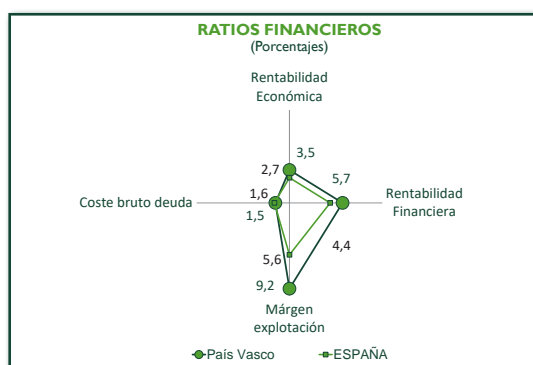 RATIOS FINANCIEROS
(Porcentajes)
Rentabilidad
Económica
2,7
3,5
5,7
Coste bruto deuda
1,6
1,5
Rentabilidad
Financiera
4,4
5,6
9,2
Márgen
explotación
País Vasco
ESPAÑA